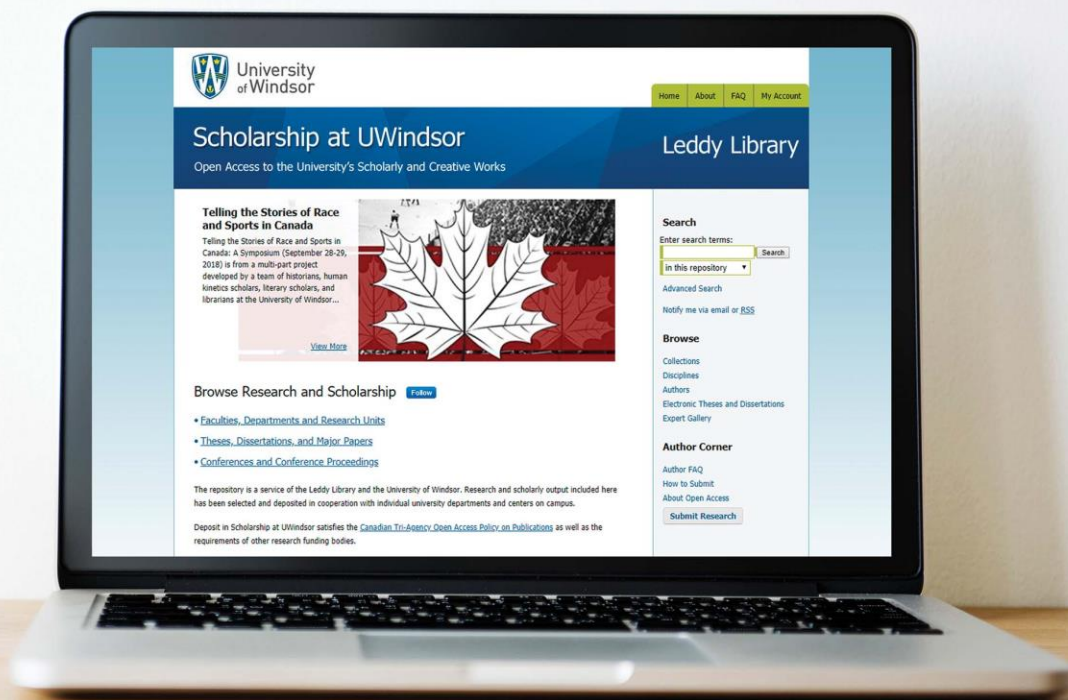 University
of Windsor
Home About FAQ My Account
Scholarship at UWindsor
Open Access to the University's Scholarly and Creative Works
Leddy Library
Telling the Stories of Race
and Sports in Canada
Telling the Stories of Race and Sports in
Canada: A Symposium (September 28-29,
2018) is from a multi-part project
developed by a team of historians, human
kinetics scholars, literary scholars, and
librarians at the University of Windsor...
View More
Browse Research and Scholarship Follow
• Faculties, Departments and Research Units
• Theses, Dissertations, and Major Papers
• Conferences and Conference Proceedings
The repository is a service of the Leddy Library and the University of Windsor. Research and scholarly output included here
has been selected and deposited in cooperation with individual university departments and centers on campus.
Deposit in Scholarship at UWindsor satisfies the Canadian Tri-Agency Open Access Policy on Publications as well as the
requirements of other research funding bodies.
Search
Enter search terms:
Search
in this repository
Advanced Search
Notify me via email or RSS
Browse
Collections
Disciplines
Authors
Electronic Theses and Dissertations
Expert Gallery
Author Corner
Author FAQ
How to Submit
About Open Access
Submit Research